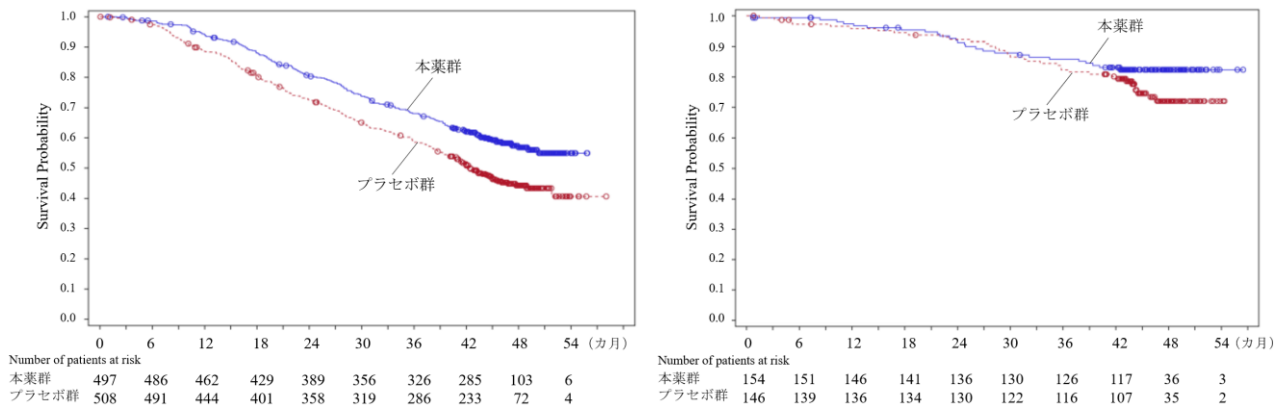 1.0
0.9
0.8
0.7
0.6
0.5
0.4
0.3
0.2
0.1
0.0
Survival Probability
本薬群
プラセボ群
0 6 12 18 24 30 36 42 48 54 (カ月)
Number of patients at risk
本薬群 497 486 462 429 389 356 326 285 103 6
プラセボ群 508 491 444 401 358 319 286 233 72 4
1.0
0.9
0.8
0.7
0.6
0.5
0.4
0.3
0.2
0.1
0.0
Survival Probability
本薬群
プラセボ群
0 6 12 18 24 30 36 42 48 54 (カ月)
Number of patients at risk
本薬群 154 151 146 141 136 130 126 117 36 3
プラセボ群 146 139 136 134 130 122 116 107 35 2